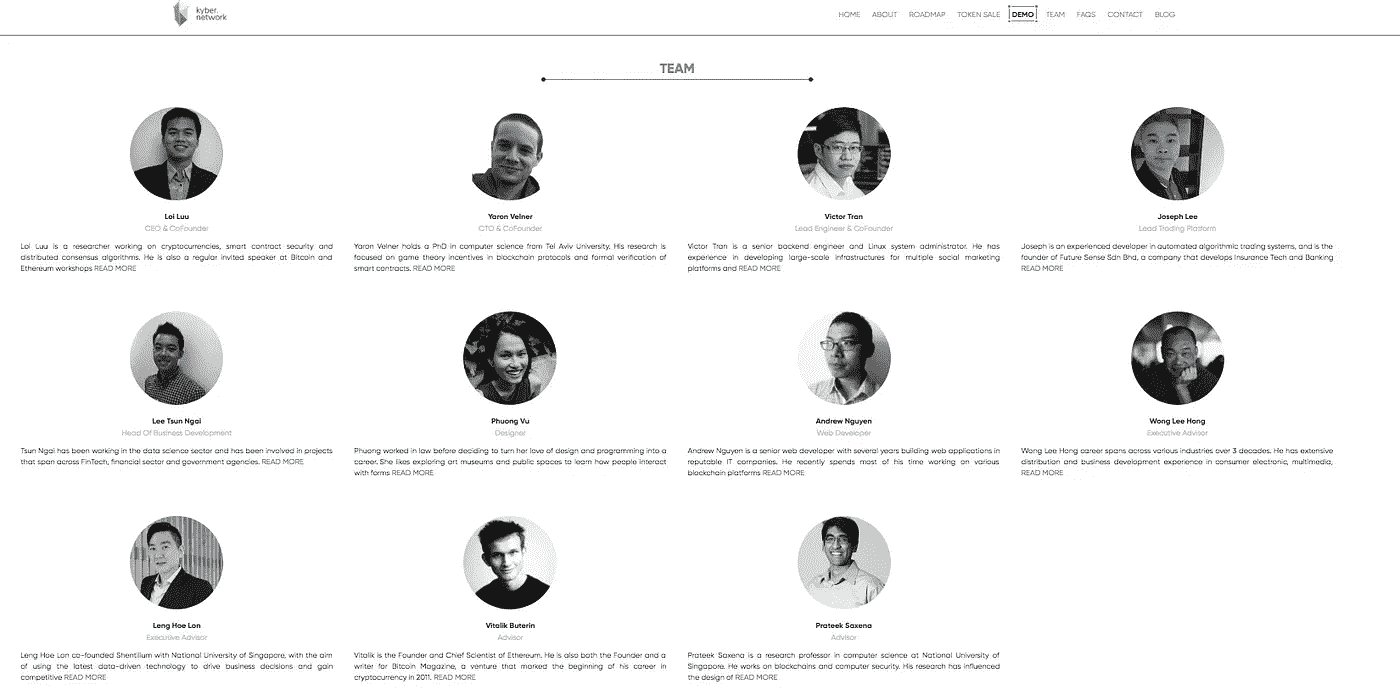 kyber.
network
HOME ABOUT ROADMAP TOKEN SALE DEMO TEAM FAQS CONTACT BLOG
TEAM
Loi Luu
CEO & CoFounder
Loi Luu is a researcher working on cryptocurrencies, smart contract security and
distributed consensus algorithms. He is also a regular invited speaker at Bitcoin and
Ethereum workshops READ MORE
Yaron Velner
CTO & CoFounder
Yaron Velner holds a PhD in computer science from Tel Aviv University. His research is
focused on game theory incentives in blockchain protocols and formal verification of
smart contracts. READ MORE
Victor Tran
Lead Engineer & CoFounder
Victor Tran is a senior backend engineer and Linux system administrator. He has
experience in developing large-scale infrastructures for multiple social marketing
platforms and READ MORE
Joseph Lee
Lead Trading Platform
Joseph is an experienced developer in automated algorithmic trading systems, and is the
founder of Future Sense Sdn Bhd, a company that develops Insurance Tech and Banking
READ MORE
Lee Tsun Ngai
Head Of Business Development
Tsun Ngai has been working in the data science sector and has been involved in projects
that span across FinTech, financial sector and government agencies. READ MORE
Phuong Vu
Designer
Phuong worked in law before deciding to turn her love of design and programming into a
career. She likes exploring art museums and public spaces to learn how people interact
with forms READ MORE
Andrew Nguyen
Web Developer
Andrew Nguyen is a senior web developer with several years building web applications in
reputable IT companies. He recently spends most of his time working on various
blockchain platforms READ MORE
Wong Lee Hong
Executive Advisor
Wong Lee Hong career spans across various industries over 3 decades. He has extensive
distribution and business development experience in consumer electronic, multimedia,
READ MORE
Leng Hoe Lon
Executive Advisor
Leng Hoe Lon co-founded Shentilium with National University of Singapore, with the aim
of using the latest data-driven technology to drive business decisions and gain
competitive READ MORE
Vitalik Buterin
Advisor
Vitalik is the Founder and Chief Scientist of Ethereum. He is also both the Founder and a
writer for Bitcoin Magazine, a venture that marked the beginning of his career in
cryptocurrency in 2011. READ MORE
Prateek Saxena
Advisor
Prateek Saxena is a research professor in computer science at National University of
Singapore. He works on blockchains and computer security. His research has influenced
the design of READ MORE